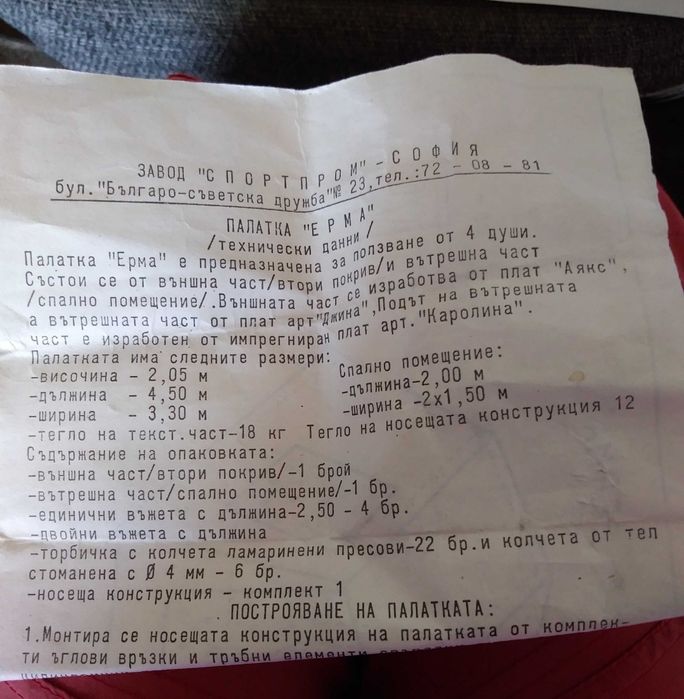 ЗАВОД "СПОРТПРОМ" - СОФИЯ
бул."Българо-съветска дружба"№ 23,тел.:72 - 08 - 81
ПАЛАТКА "ЕРМА"
/технически данни/
Палатка "Ерма" е предназначена за ползване от 4 души.
Състои се от външна част/втори покрив/и вътрешна част
/спално помещение/.Външната част се изработва от плат "Аякс",
а вътрешната част от плат арт"Джина",Подът на вътрешната
част е изработен от импрегниран плат арт."Каролина".
Палатката има следните размери:
Спално помещение:
-височина - 2,05 м
-дължина-2,00 м
-дължина - 4,50 м
-ширина -2х1,50 м
-ширина - 3,30 м
-тегло на текст.част-18 кг Тегло на носещата конструкция 12
Съдържание на опаковката:
-външна част/втори покрив/-1 брой
-вътрешна част/спално помещение/-1 бр.
-единични въжета с дължина-2,50 - 4 бр.
-двойни въжета с дължина
-торбичка с колчета ламаринени пресови-22 бр.и колчета от тел
стоманена с Ø 4 мм - 6 бр.
-носеща конструкция - комплект 1
ПОСТРОЯВАНЕ НА ПАЛАТКАТА:
1.Монтира се носещата конструкция на палатката от комплек-
ти ъглови връзки и тръбни елементи